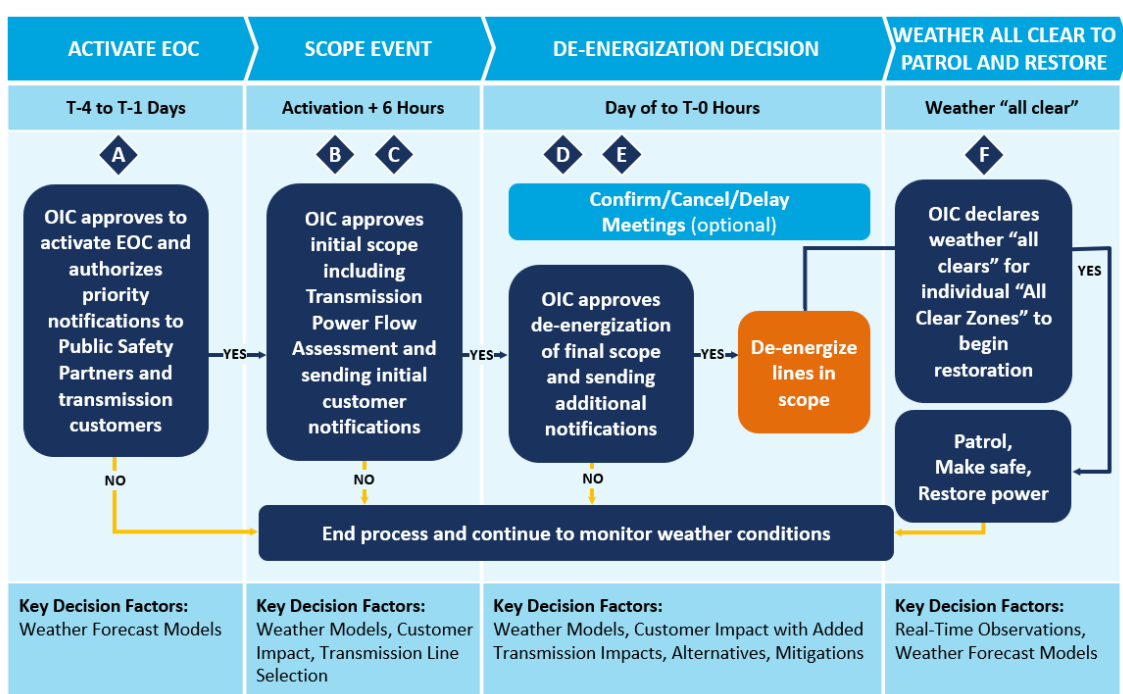 ACTIVATE EOC
SCOPE EVENT
DE-ENERGIZATION DECISION
WEATHER ALL CLEAR TO
PATROL AND RESTORE
T-4 to T-1 Days
Activation + 6 Hours
Day of to T-0 Hours
Weather “all clear”
A
B
C
D
E
F
OIC approves to
activate EOC and
authorizes
priority
notifications to
Public Safety
Partners and
transmission
customers
YES
NO
OIC approves
initial scope
including
Transmission
Power Flow
Assessment and
sending initial
customer
notifications
YES
NO
Confirm/Cancel/Delay
Meetings (optional)
OIC approves
de-energization
of final scope
and sending
additional
notifications
YES
NO
De-energize
lines in
scope
OIC declares
weather “all
clears” for
individual “All
Clear Zones” to
begin
restoration
YES
Patrol,
Make safe,
Restore power
End process and continue to monitor weather conditions
Key Decision Factors:
Weather Forecast Models
Key Decision Factors:
Weather Models, Customer
Impact, Transmission Line
Selection
Key Decision Factors:
Weather Models, Customer Impact with Added
Transmission Impacts, Alternatives, Mitigations
Key Decision Factors:
Real-Time Observations,
Weather Forecast Models